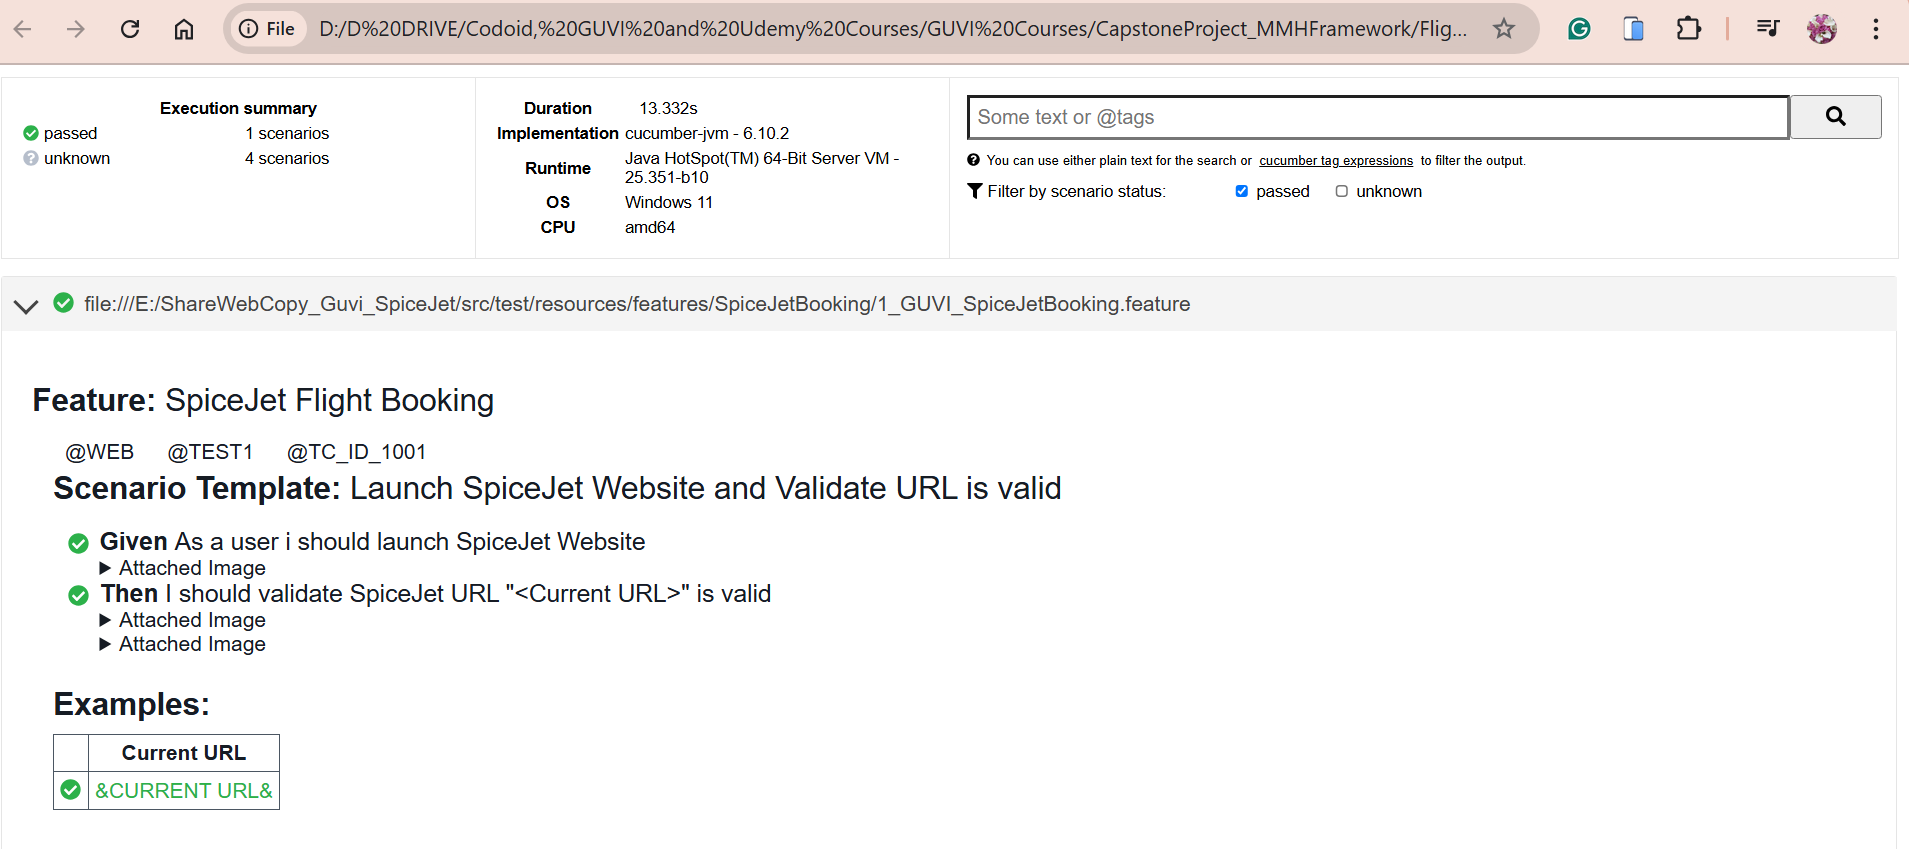 File D:/D%20DRIVE/Codoid,%20GUVI%20and%20Udemy%20Courses/GUVI%20Courses/CapstoneProject_MMHFramework/Flig...
Execution summary
passed 1 scenarios
unknown 4 scenarios
Duration 13.332s
Implementation cucumber-jvm - 6.10.2
Runtime Java HotSpot(TM) 64-Bit Server VM -
25.351-b10
OS Windows 11
CPU amd64
Some text or @tags
You can use either plain text for the search or cucumber tag expressions to filter the output.
Filter by scenario status: passed unknown
file:///E:/ShareWebCopy_Guvi_SpiceJet/src/test/resources/features/SpiceJetBooking/1_GUVI_SpiceJetBooking.feature
Feature: SpiceJet Flight Booking
@WEB @TEST1 @TC_ID_1001
Scenario Template: Launch SpiceJet Website and Validate URL is valid
Given As a user i should launch SpiceJet Website
Attached Image
Then I should validate SpiceJet URL "<Current URL>" is valid
Attached Image
Attached Image
Examples:
Current URL
&CURRENT URL&